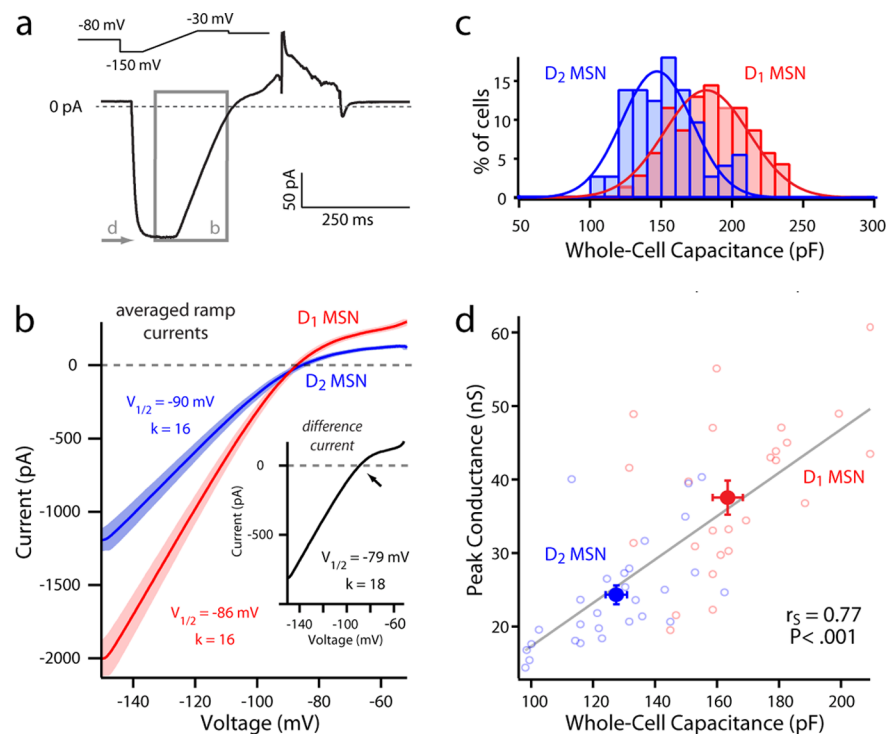 a
-80 mV
-30 mV
-150 mV
0 pA
d
b
50 pA
250 ms
c
D2 MSN
D1 MSN
% of cells
15
10
5
0
50
100
150
200
250
300
Whole-Cell Capacitance (pF)
b
averaged ramp
currents
D1 MSN
D2 MSN
V1/2 = -90 mV
k = 16
V1/2 = -86 mV
k = 16
Current (pA)
0
-500
-1000
-1500
-2000
-140
-120
-100
-80
-60
Voltage (mV)
difference
current
Current (pA)
0
-500
V1/2 = -79 mV
k = 18
-140
-100
-60
Voltage (mV)
d
Peak Conductance (nS)
60
50
40
30
20
D1 MSN
D2 MSN
rS = 0.77
P< .001
100
120
140
160
180
200
Whole-Cell Capacitance (pF)